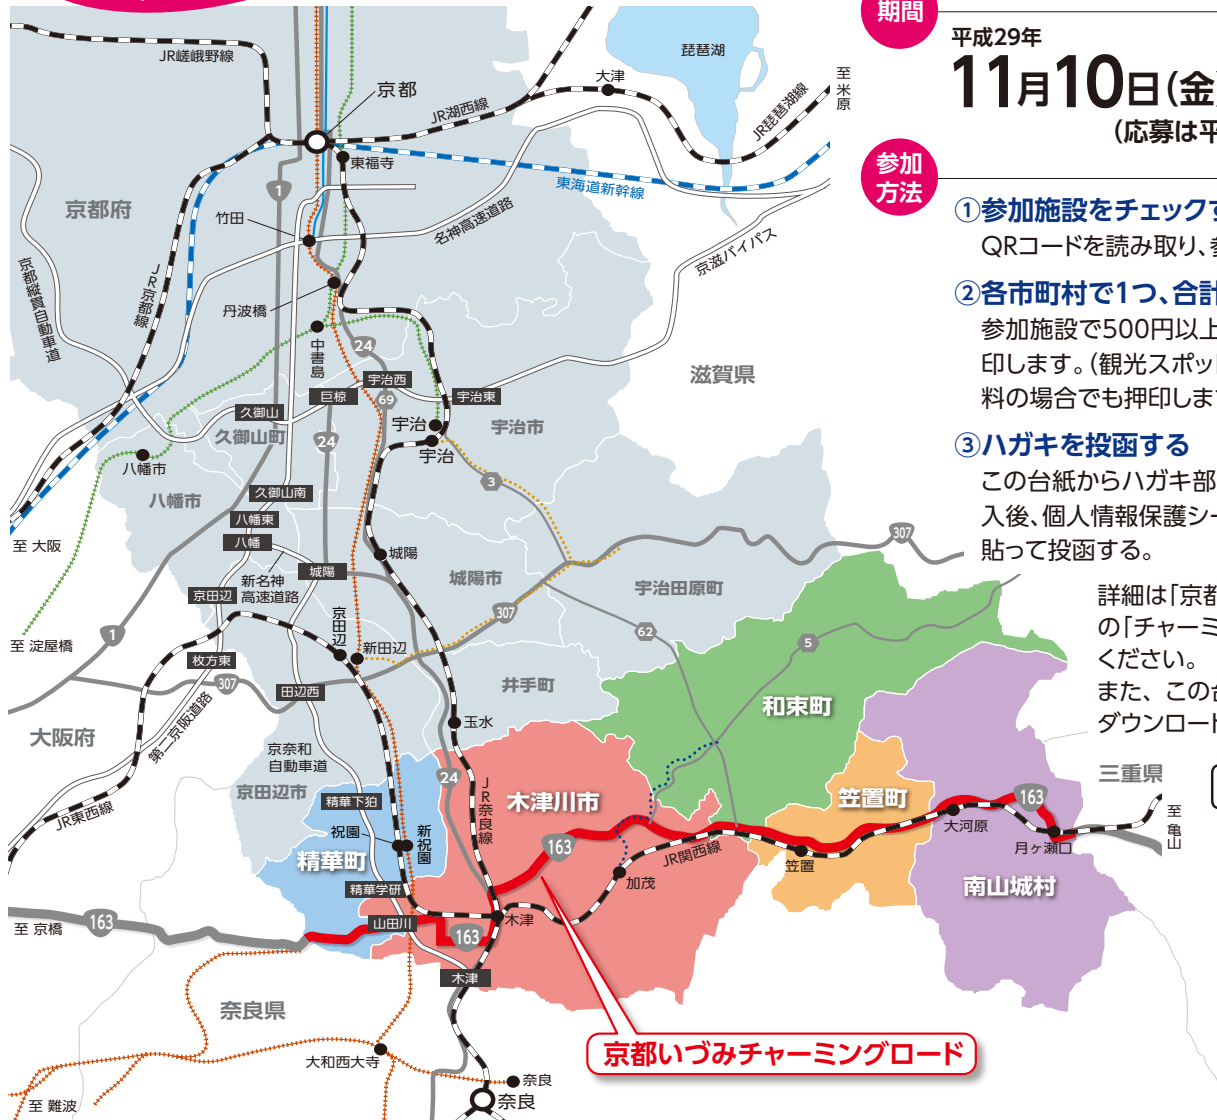 期間
平成29年
11月10日(金)
(応募は平
参加
方法
①参加施設をチェックす
QRコードを読み取り、参
②各市町村で1つ、合計
参加施設で500円以上
印します。(観光スポッ
料の場合でも押印しま
③ハガキを投函する
この台紙からハガキ部
入後、個人情報保護シー
貼って投函する。
詳細は「京都
の「チャーミ
ください。
また、この台
ダウンロート
JR嵯峨野線
京都
JR湖西線
大津
琵琶湖
JR琵琶湖線
至 米原
東福寺
東海道新幹線
1
京都府
竹田
名神高速道路
京滋バイパス
JR京都線
京都縦貫自動車道
丹波橋
中書島
24
滋賀県
宇治西
巨椋
69
宇治東
久御山
久御山町
24
宇治
宇治
宇治市
八幡市
八幡市
3
久御山南
八幡東
八幡
至 大阪
城陽
307
新名神
高速道路
城陽
城陽市
宇治田原町
京田辺
京田辺
307
62
5
至 淀屋橋
1
新田辺
枚方東
307
田辺西
井手町
和束町
玉水
大阪府
第二京阪道路
京奈和
自動車道
京田辺市
24
JR奈良線
木津川市
笠置町
三重県
163
精華下狛
JR東西線
祝園
新祝園
精華町
163
大河原
月ヶ瀬口
至 亀山
JR関西線
笠置
加茂
南山城村
精華学研
至 京橋
163
山田川
163
木津
木津
奈良県
京都いづみチャーミングロード
大和西大寺
奈良
奈良
至 難波